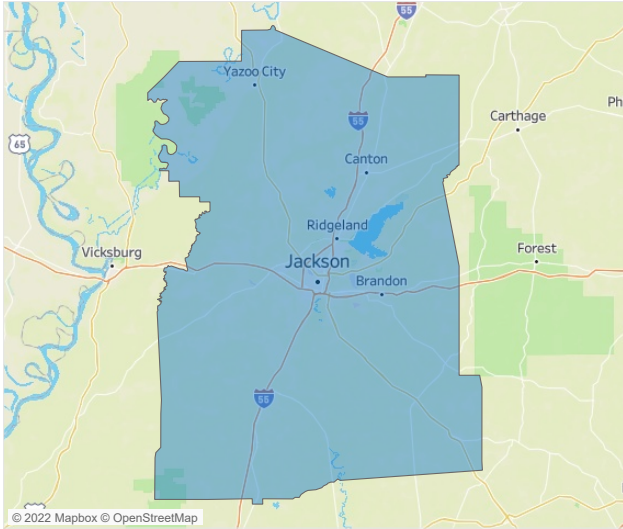 55
Yazoo City
65
55
Carthage
Ph
Canton
Ridgeland
Vicksburg
Jackson
Forest
Brandon
55
© 2022 Mapbox © OpenStreetMap